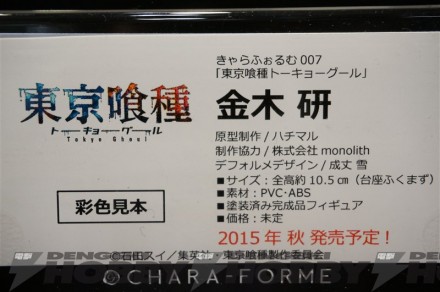 きゃらふぉるむ 007
「東京喰種トーキョーグール」
東京喰種
トーキョーグール
Tokyo Ghoul
金木 研
原型制作 / ハチマル
制作協力 / 株式会社 monolith
デフォルメデザイン / 成丈 雪
■サイズ：全高約 10.5 ㎝（台座ふくまず）
■素材：PVC･ABS
■塗装済み完成品フィギュア
■価格：未定
彩色見本
2015 年 秋 発売予定！
©石田スイ／集英社・東京喰種製作委員会
CHARA-FORME